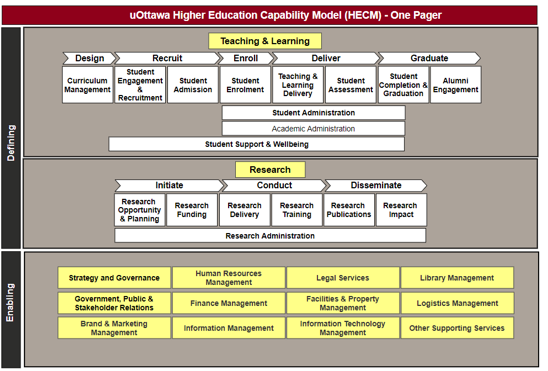 uOttawa Higher Education Capability Model (HECM) - One Pager
Defining
Teaching & Learning
Design
Recruit
Enroll
Deliver
Graduate
Curriculum
Management
Student
Engagement
&
Recruitment
Student
Admission
Student
Enrolment
Teaching &
Learning
Delivery
Student
Assessment
Student
Completion &
Graduation
Alumni
Engagement
Student Administration
Academic Administration
Student Support & Wellbeing
Research
Initiate
Conduct
Disseminate
Research
Opportunity
& Planning
Research
Funding
Research
Delivery
Research
Training
Research
Publications
Research
Impact
Research Administration
Enabling
Strategy and Governance
Human Resources
Management
Legal Services
Library Management
Government, Public &
Stakeholder Relations
Finance Management
Facilities & Property
Management
Logistics Management
Brand & Marketing
Management
Information Management
Information Technology
Management
Other Supporting Services